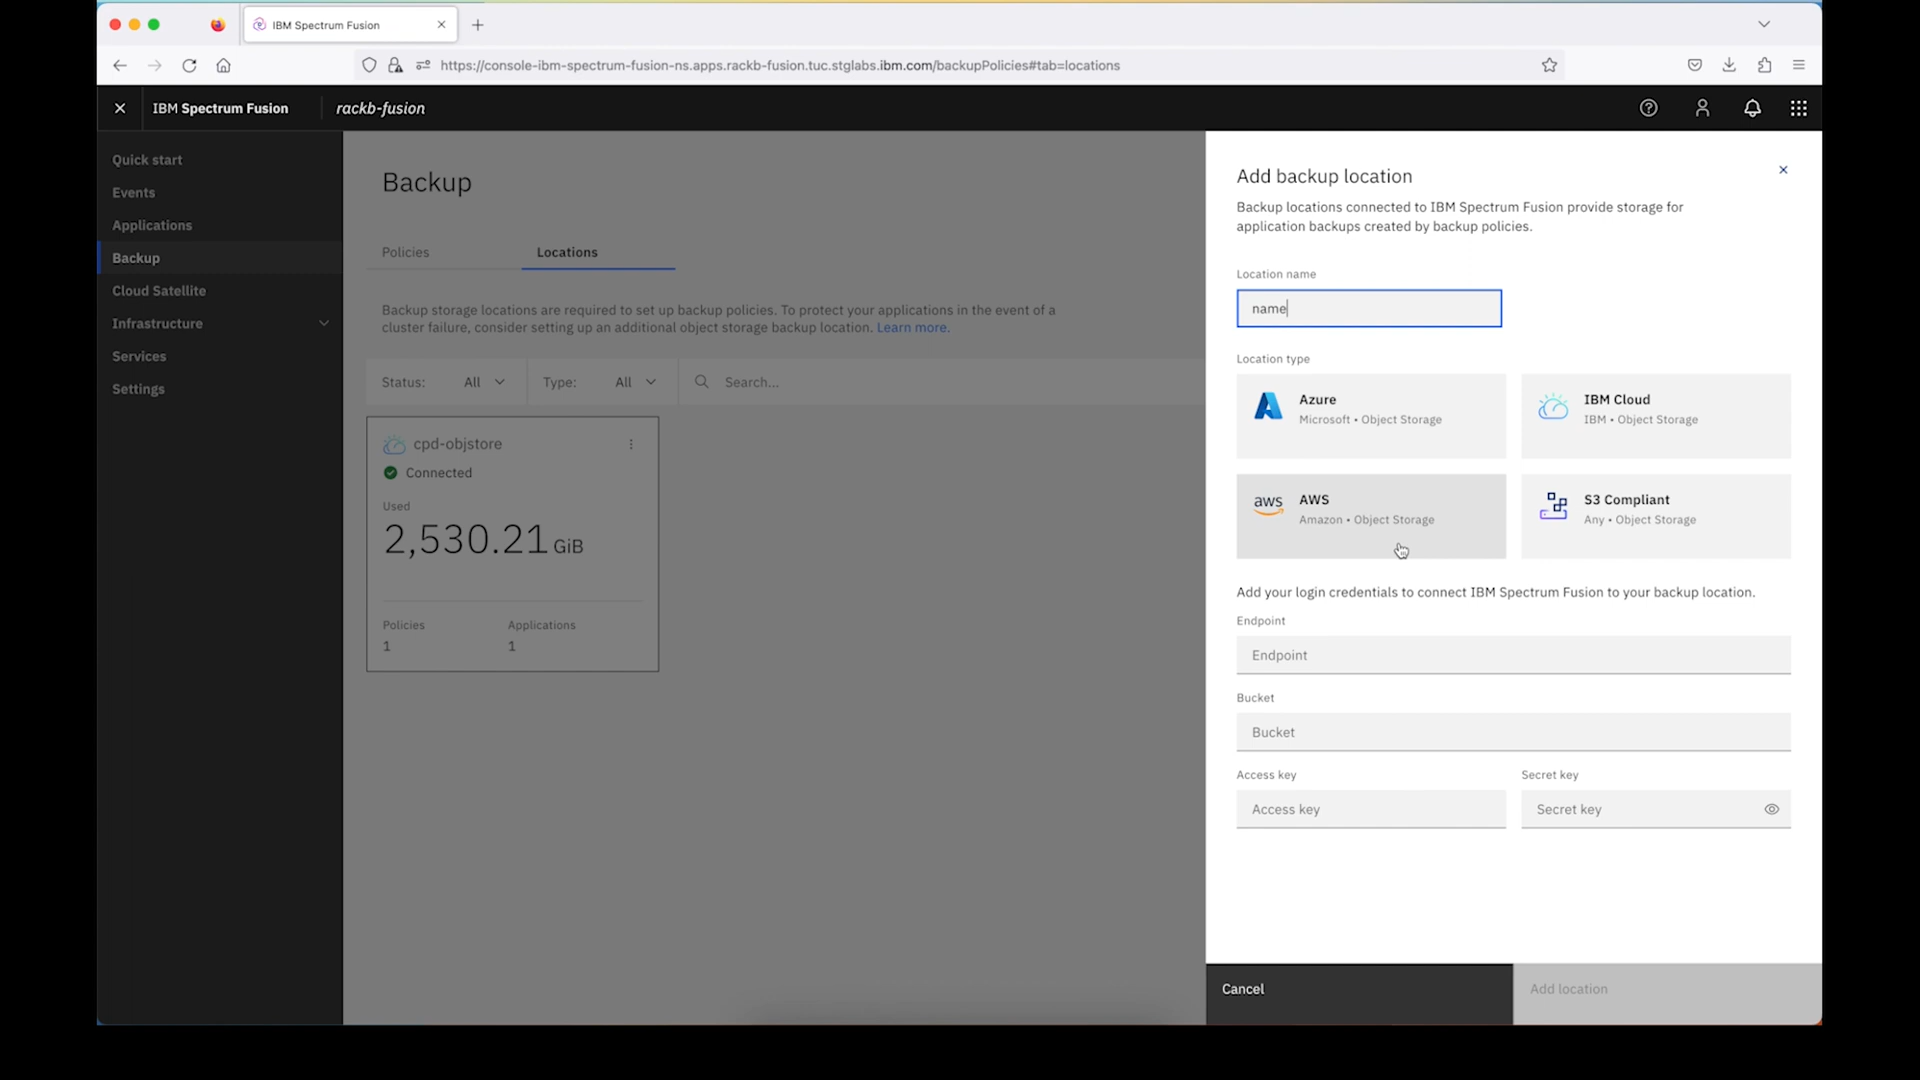 IBM Spectrum Fusion
https://console-ibm-spectrum-fusion-ns.apps.rackb-fusion.tuc.stglabs.ibm.com/backupPolicies#tab=locations
IBM Spectrum Fusion
rackb-fusion
Quick start
Events
Applications
Backup
Cloud Satellite
Infrastructure
Services
Settings
Backup
Policies
Locations
Backup storage locations are required to set up backup policies. To protect your applications in the event of a
cluster failure, consider setting up an additional object storage backup location. Learn more.
Status: All
Type: All
Search...
cpd-objstore
Connected
Used
2,530.21 GiB
Policies
1
Applications
1
Add backup location
Backup locations connected to IBM Spectrum Fusion provide storage for
application backups created by backup policies.
Location name
name
Location type
Azure
Microsoft • Object Storage
IBM Cloud
IBM • Object Storage
aws
AWS
Amazon • Object Storage
S3 Compliant
Any • Object Storage
Add your login credentials to connect IBM Spectrum Fusion to your backup location.
Endpoint
Endpoint
Bucket
Bucket
Access key
Access key
Secret key
Secret key
Cancel
Add location